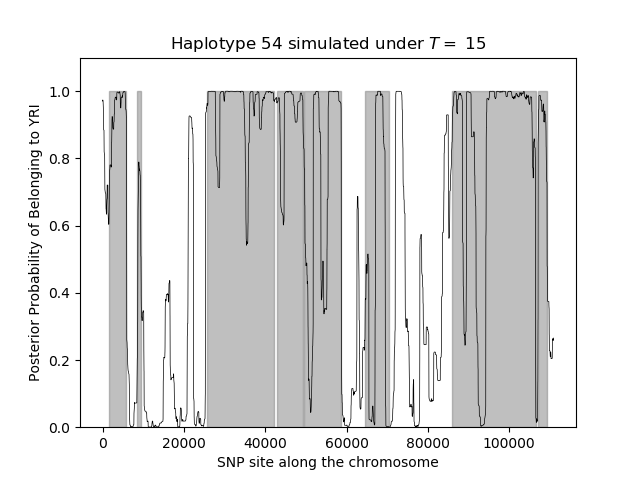 Haplotype 54 simulated under T = 15
Posterior Probability of Belonging to YRI
1.0
0.8
0.6
0.4
0.2
0.0
0 20000 40000 60000 80000 100000
SNP site along the chromosome